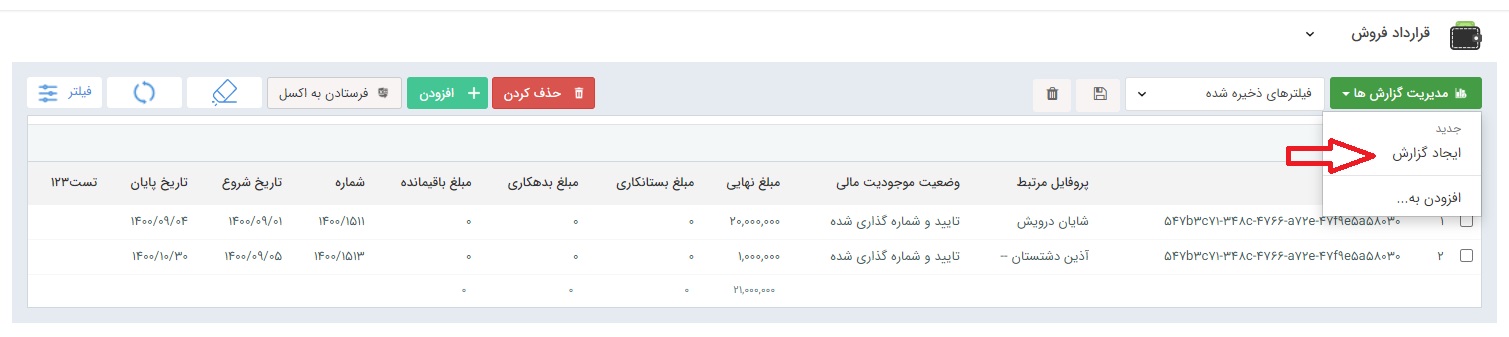 قرارداد فروش
مدیریت گزارش ها فیلترهای ذخیره شده حذف کردن افزودن فرستادن به اکسل فیلتر
جدید
ایجاد گزارش
افزودن به...
پروفایل مرتبط وضعیت موجودیت مالی مبلغ نهایی مبلغ بستانکاری مبلغ بدهکاری مبلغ باقیمانده شماره تاریخ شروع تاریخ پایان تست۱۲۳
۱ ۵۴۷b۳c۷۱-۳۴۸c-۴۷۶۶-a۷۲e-۴۷f۹e۵a۵۸۰۳۰ شایان درویش تایید و شماره گذاری شده ۲۰,۰۰۰,۰۰۰ ۰ ۰ ۰ ۱۴۰۰/۱۵۱۱ ۱۴۰۰/۰۹/۰۱ ۱۴۰۰/۰۹/۰۴
۲ ۵۴۷b۳c۷۱-۳۴۸c-۴۷۶۶-a۷۲e-۴۷f۹e۵a۵۸۰۳۰ آذین دشتستان -- تایید و شماره گذاری شده ۱,۰۰۰,۰۰۰ ۰ ۰ ۰ ۱۴۰۰/۱۵۱۳ ۱۴۰۰/۰۹/۰۵ ۱۴۰۰/۱۰/۳۰
۲۱,۰۰۰,۰۰۰ ۰ ۰ ۰